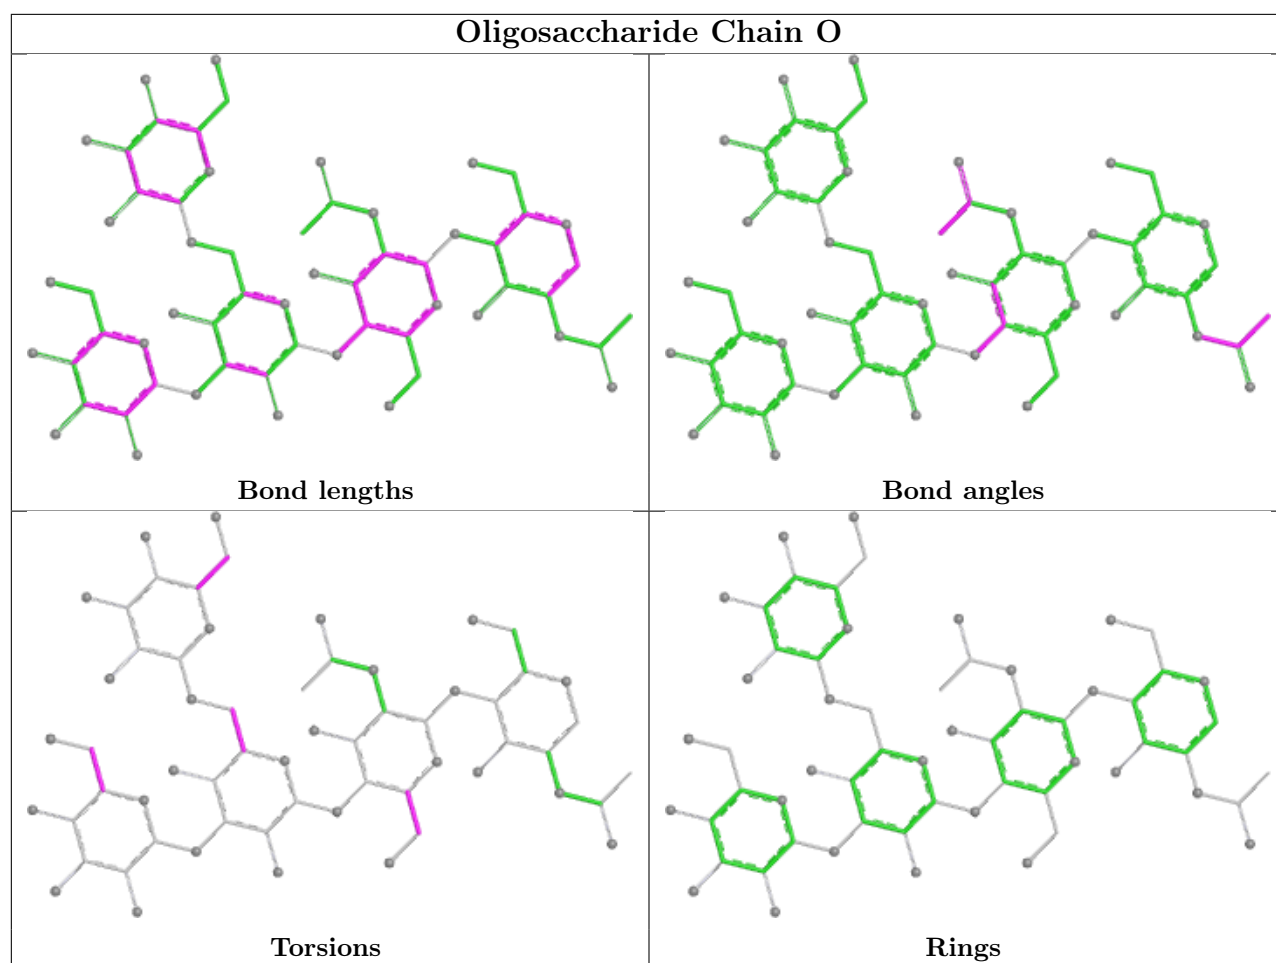 Oligosaccharide Chain O
Bond lengths
Bond angles
Torsions
Rings